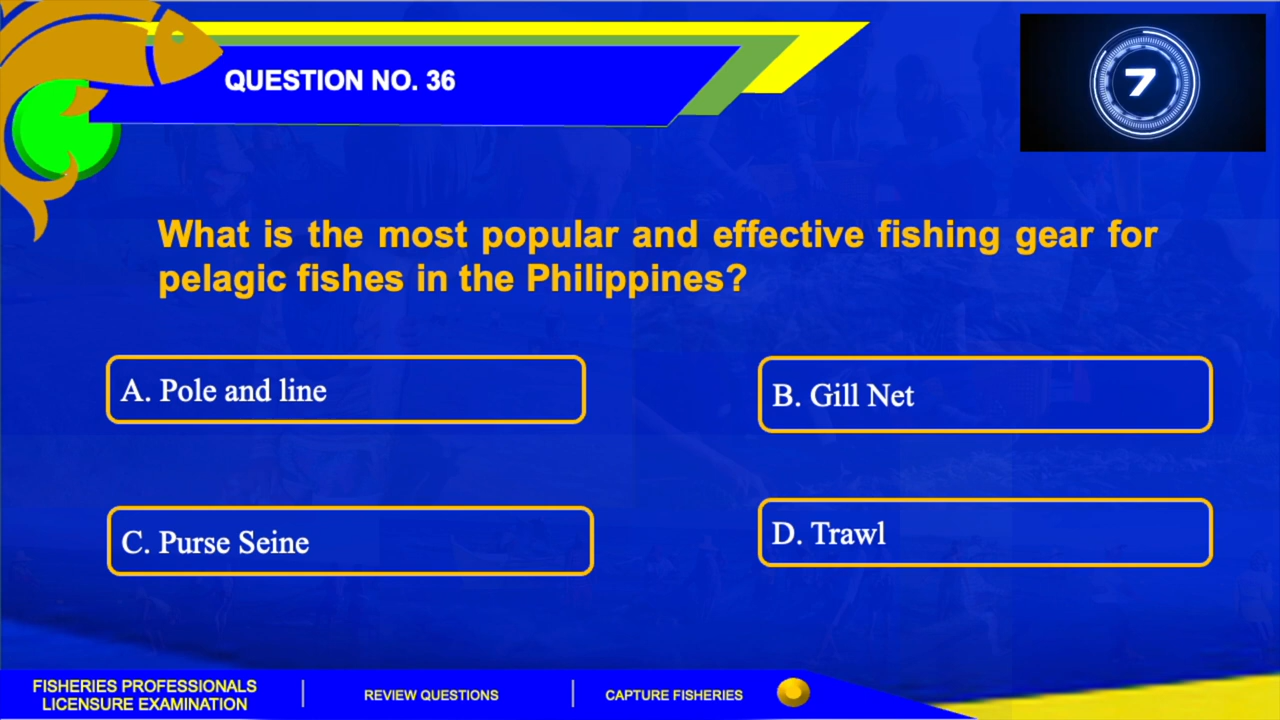 QUESTION NO. 36
7
What is the most popular and effective fishing gear for
pelagic fishes in the Philippines?
A. Pole and line
B. Gill Net
C. Purse Seine
D. Trawl
FISHERIES PROFESSIONALS
LICENSURE EXAMINATION
REVIEW QUESTIONS
CAPTURE FISHERIES